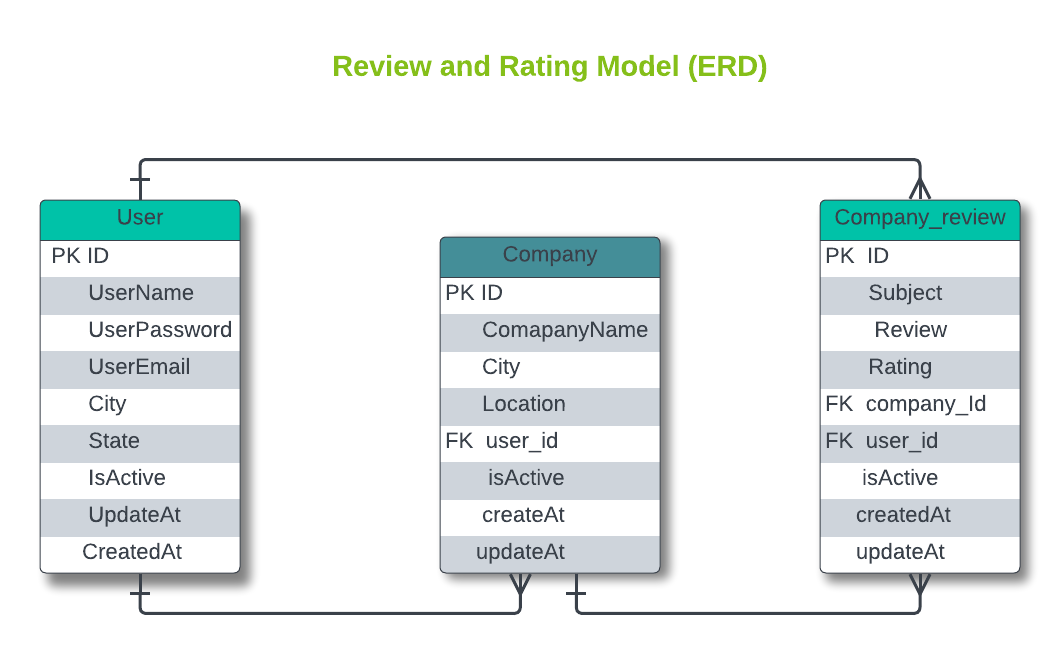 Review and Rating Model (ERD)
User
PK ID
UserName
UserPassword
UserEmail
City
State
IsActive
UpdateAt
CreatedAt
Company
PK ID
ComapanyName
City
Location
FK user_id
isActive
createAt
updateAt
Company_review
PK ID
Subject
Review
Rating
FK company_Id
FK user_id
isActive
createdAt
updateAt